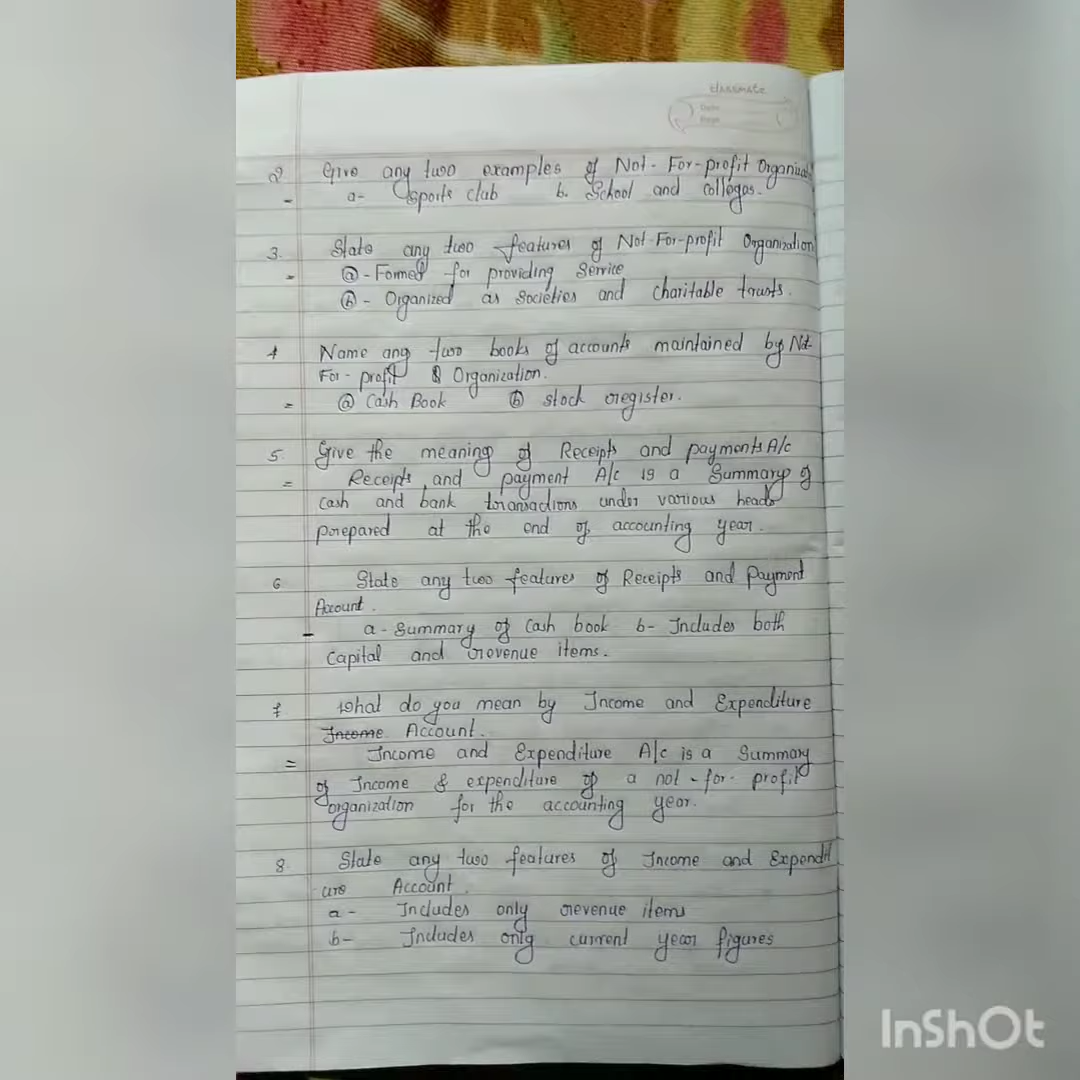 classmate
Date
Page
2 Give any two examples of Not-For-profit Organizati
- a- Sports club b. School and colleges.
3. State any two features of Not-For-profit Organization
- (a)-Formed for providing Service
(b)- Organized as Societies and charitable trusts.
4 Name any two books of accounts maintained by Not-
For-profit Organization.
= (a) Cash Book (b) Stock register.
5. Give the meaning of Receipts and payments A/c
= Receipts and payment A/c is a Summary of
Cash and bank transactions under various heads
prepared at the end of accounting year.
6 State any two features of Receipts and Payment
Account.
- a- Summary of Cash book b- Includes both
Capital and revenue items.
7 What do you mean by Income and Expenditure
Income Account.
= Income and Expenditure A/c is a Summary
of Income & expenditure of a not-for-profit
organization for the accounting year.
8. State any two features of Income and Expendit
ure Account.
a- Includes only revenue items
b- Includes only current year figures
InShOt